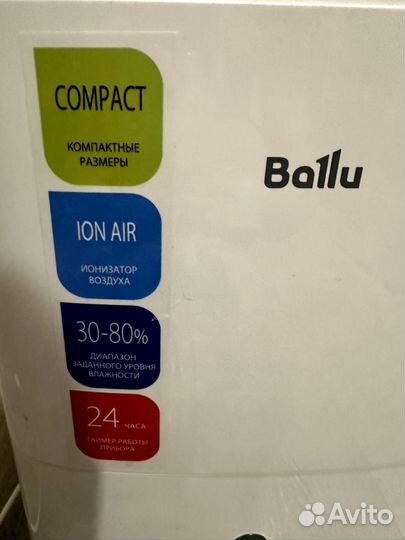 COMPACT
КОМПАКТНЫЕ
РАЗМЕРЫ
Ballu
ION AIR
ИОНИЗАТОР
ВОЗДУХА
30-80%
ДИАПАЗОН
ЗАДАННОГО УРОВНЯ
ВЛАЖНОСТИ
24 ЧАСА
ТАЙМЕР РАБОТЫ
ПРИБОРА
Avito